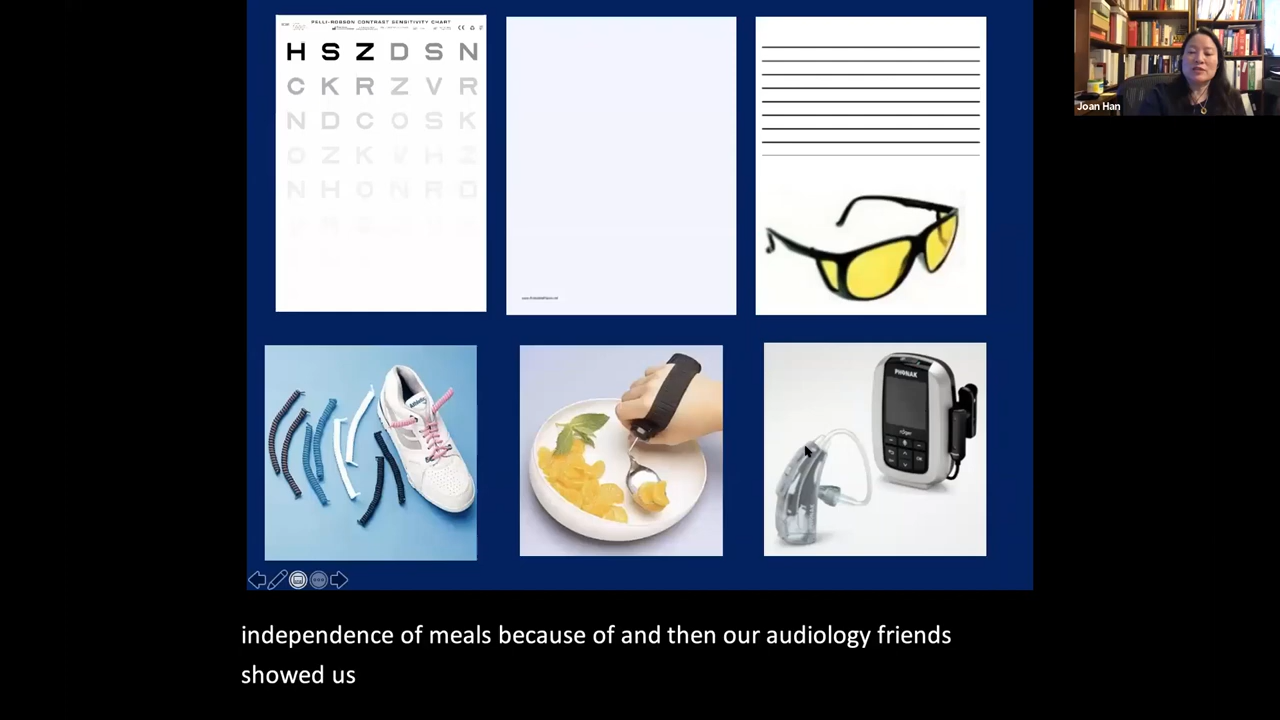 PELLI-ROBSON CONTRAST SENSITIVITY CHART
H S Z D S N
C K R Z V R
N D C O S K
O Z K V H Z
N H O N R D
Joan Han
PHONAK
roger
independence of meals because of and then our audiology friends
showed us